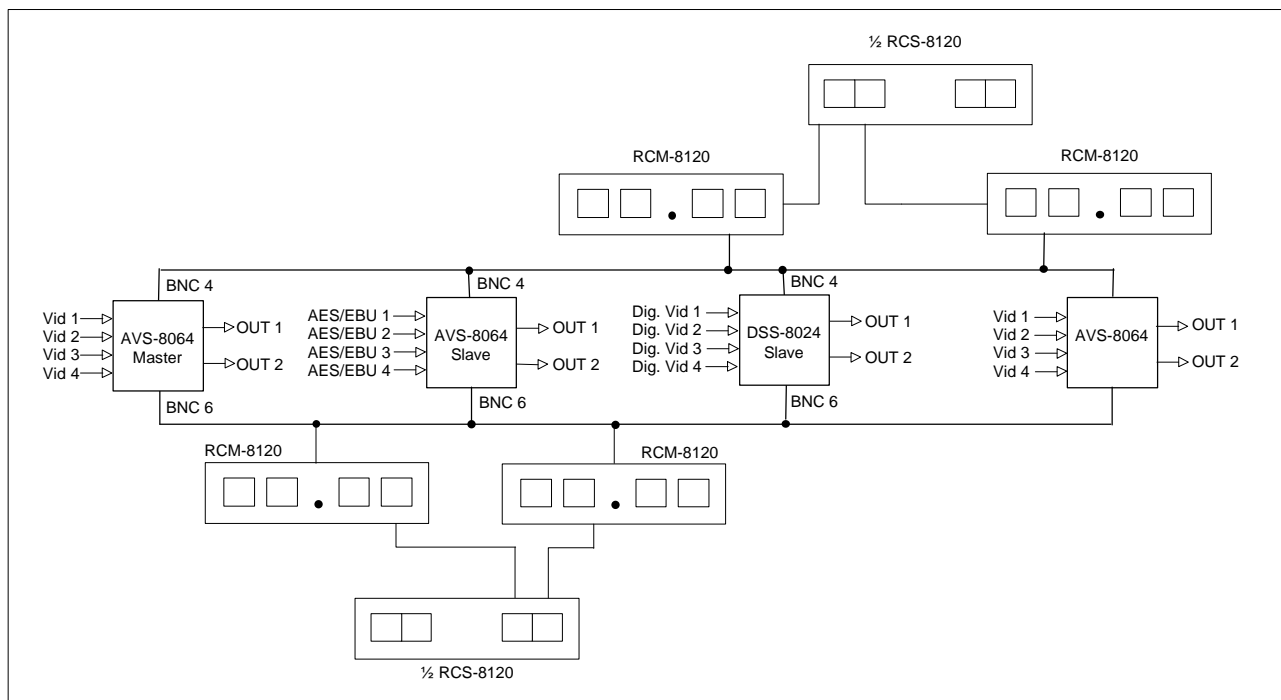 ½ RCS-8120
RCM-8120
RCM-8120
BNC 4
BNC 4
BNC 4
Vid 1
Vid 2
Vid 3
Vid 4
AVS-8064
Master
OUT 1
OUT 2
AES/EBU 1
AES/EBU 2
AES/EBU 3
AES/EBU 4
AVS-8064
Slave
OUT 1
OUT 2
Dig. Vid 1
Dig. Vid 2
Dig. Vid 3
Dig. Vid 4
DSS-8024
Slave
OUT 1
OUT 2
Vid 1
Vid 2
Vid 3
Vid 4
AVS-8064
OUT 1
OUT 2
BNC 6
BNC 6
BNC 6
RCM-8120
RCM-8120
½ RCS-8120